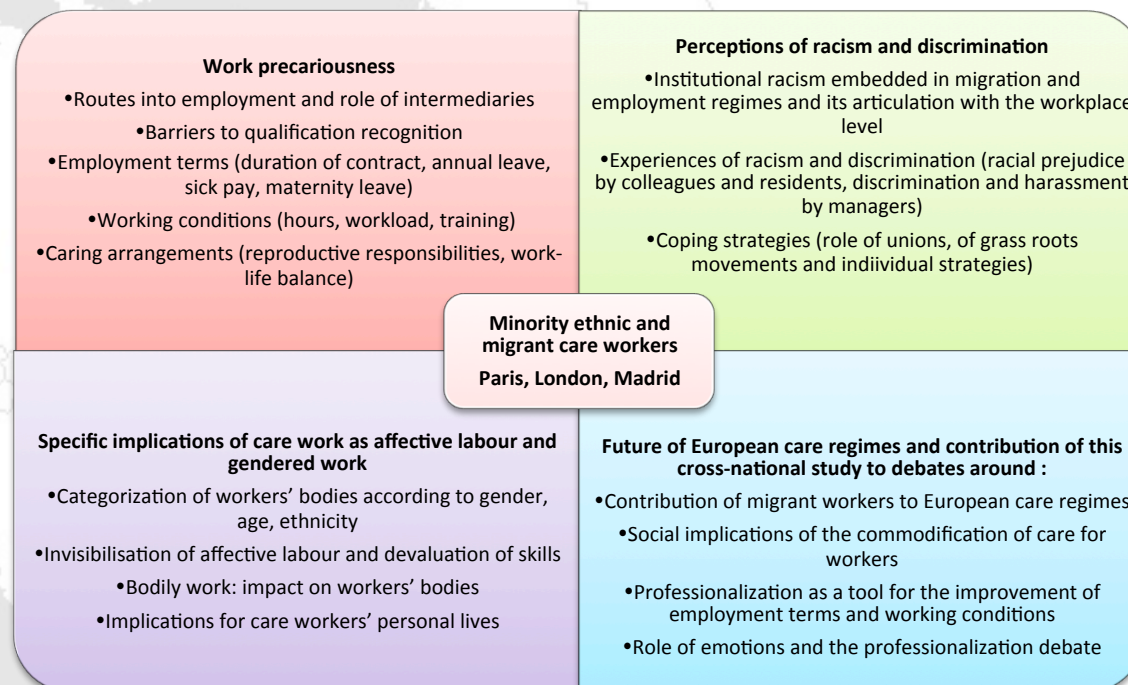 Work precariousness
•Routes into employment and role of intermediaries
•Barriers to qualification recognition
•Employment terms (duration of contract, annual leave,
sick pay, maternity leave)
•Working conditions (hours, workload, training)
•Caring arrangements (reproductive responsibilities, work-
life balance)
Perceptions of racism and discrimination
•Institutional racism embedded in migration and
employment regimes and its articulation with the workplace
level
•Experiences of racism and discrimination (racial prejudice
by colleagues and residents, discrimination and harassment
by managers)
•Coping strategies (role of unions, of grass roots
movements and indiividual strategies)
Minority ethnic and
migrant care workers
Paris, London, Madrid
Specific implications of care work as affective labour and
gendered work
•Categorization of workers' bodies according to gender,
age, ethnicity
•Invisibilisation of affective labour and devaluation of skills
•Bodily work: impact on workers' bodies
•Implications for care workers' personal lives
Future of European care regimes and contribution of this
cross-national study to debates around :
•Contribution of migrant workers to European care regimes
•Social implications of the commodification of care for
workers
•Professionalization as a tool for the improvement of
employment terms and working conditions
•Role of emotions and the professionalization debate